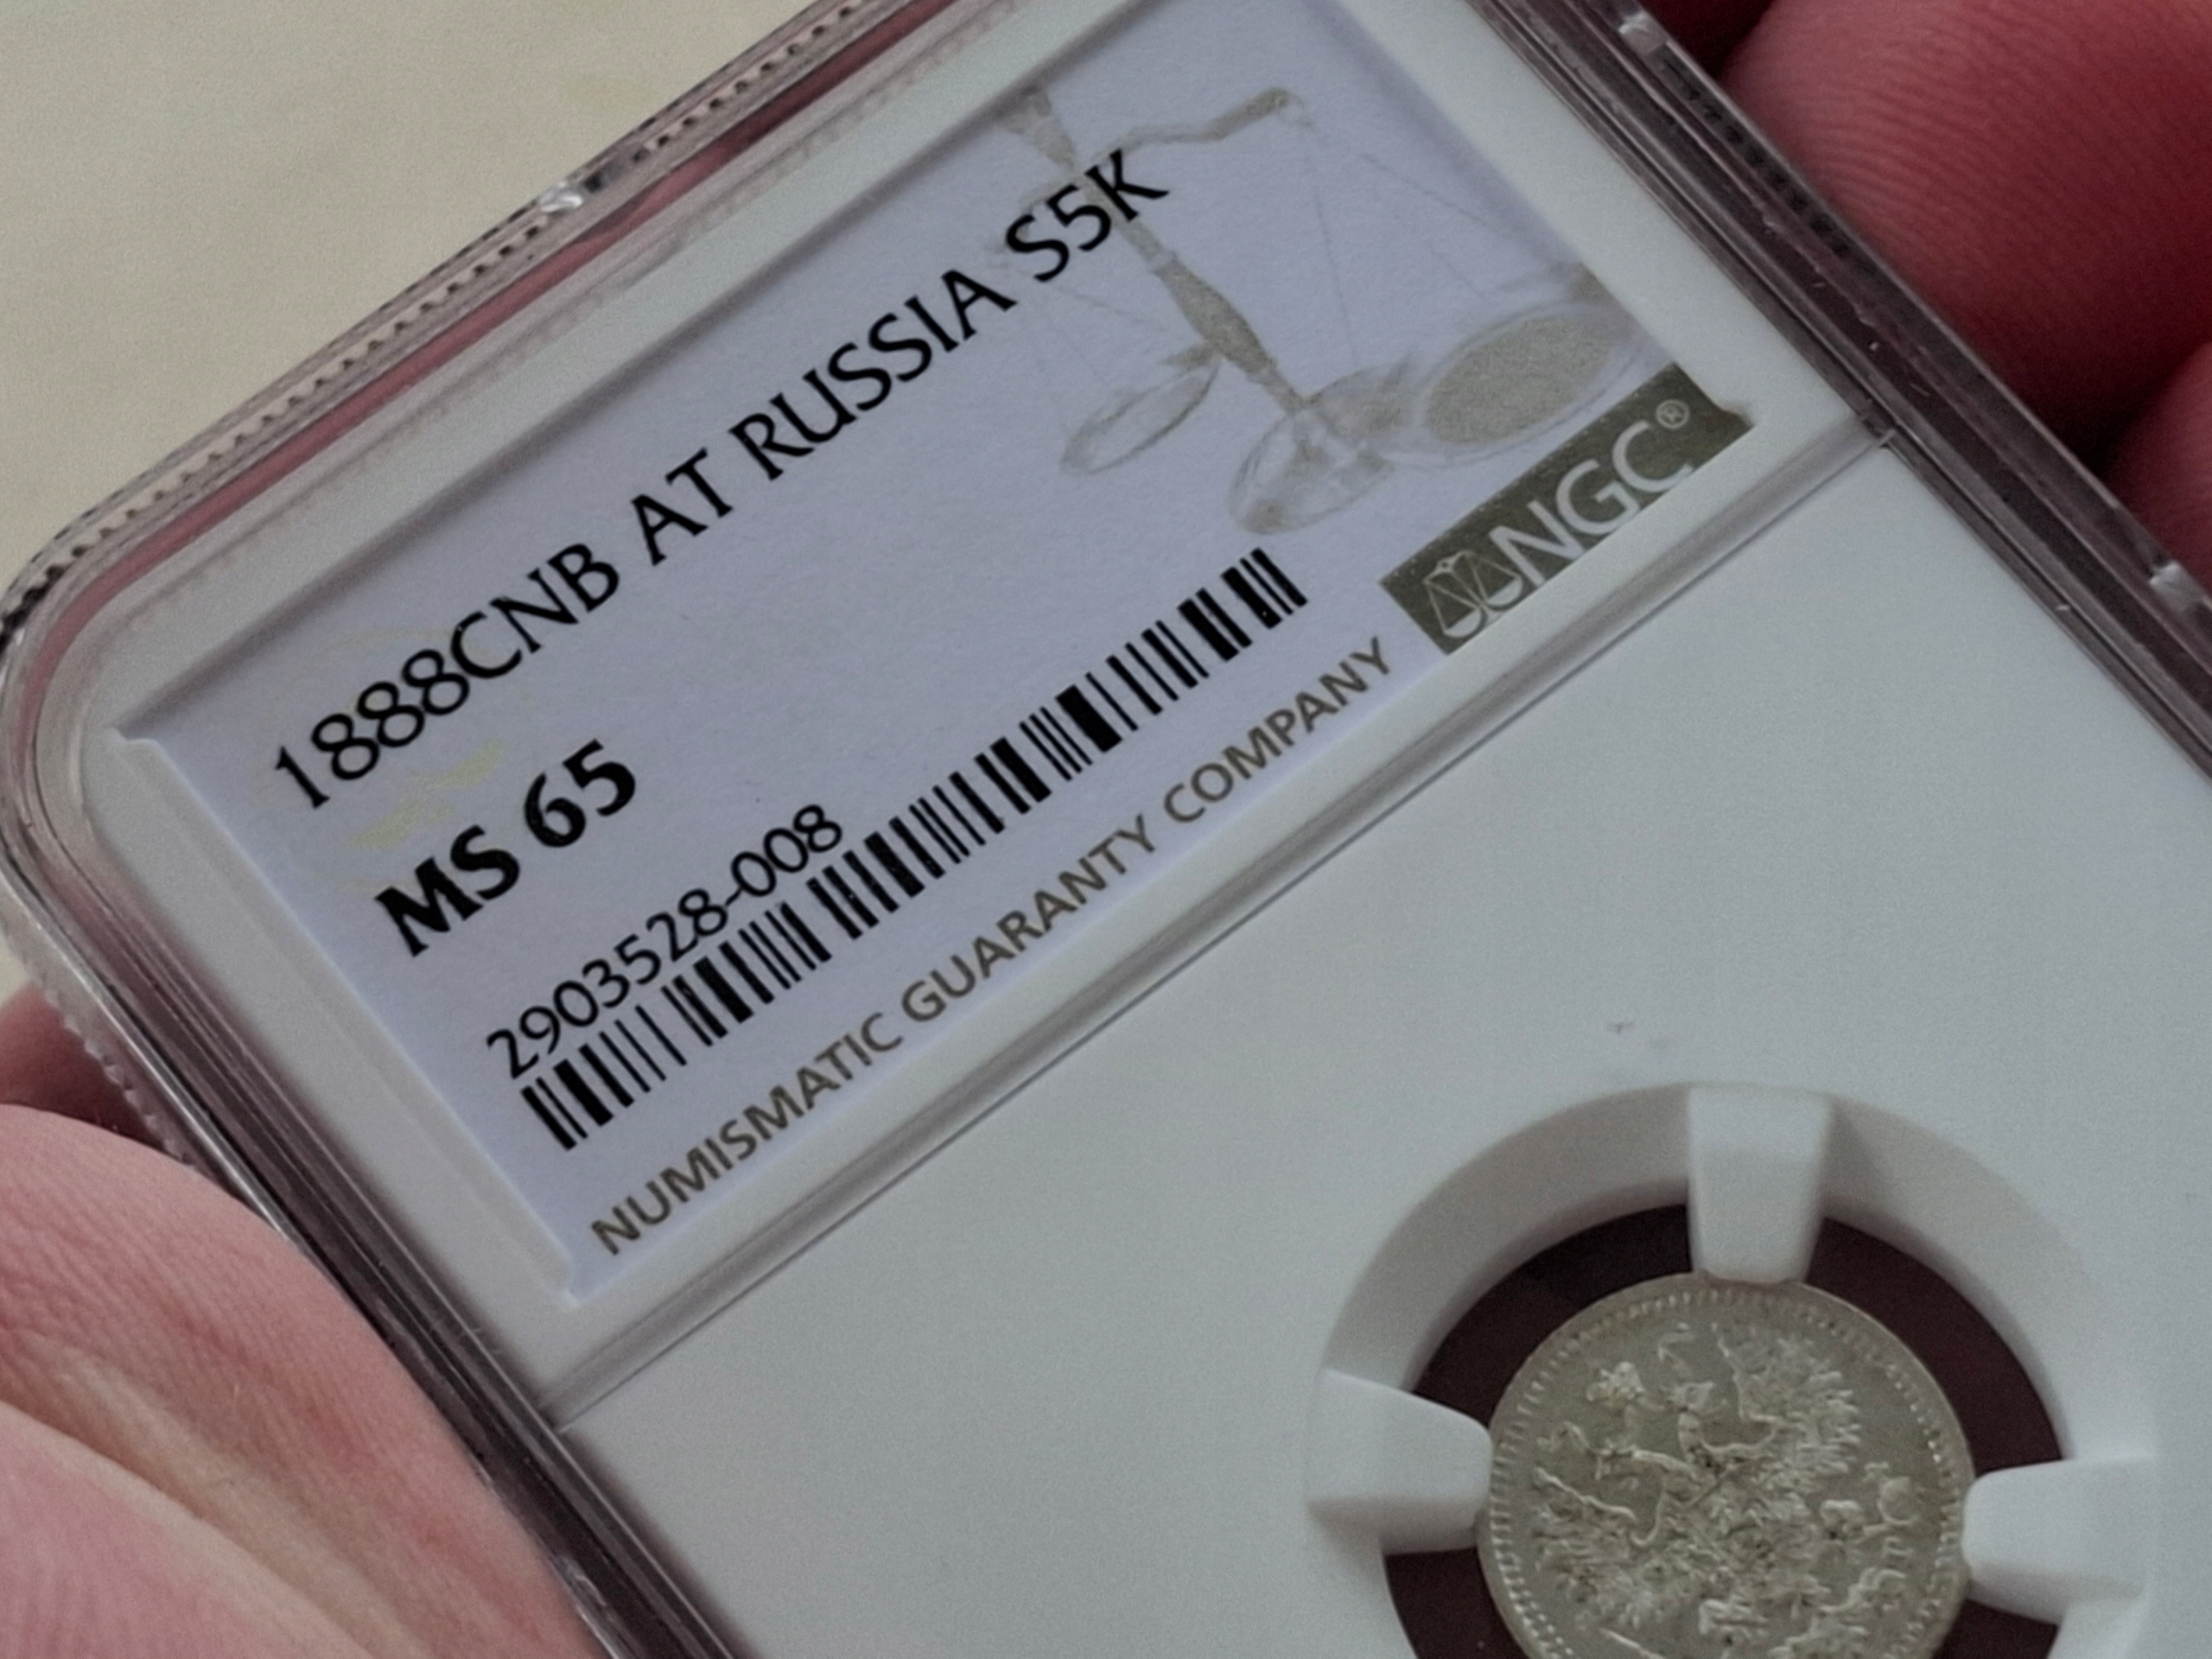 1888CNB AT RUSSIA S5K
MS 65
2903528-008
NGC®
NUMISMATIC GUARANTY COMPANY